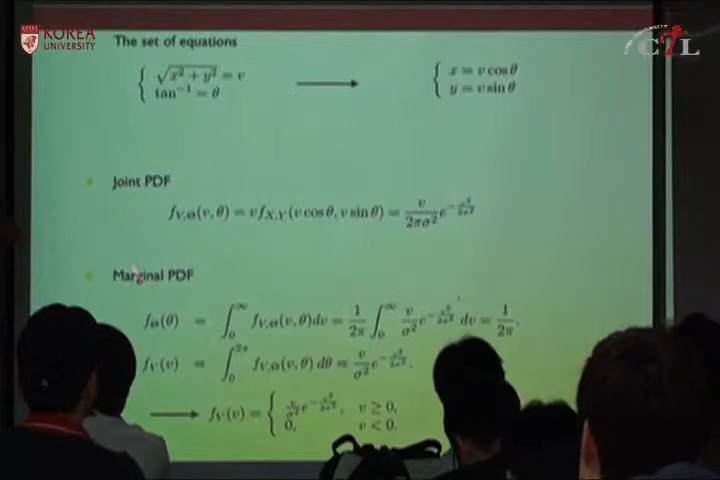 KOREA
UNIVERSITY
CTL
The set of equations
{ √(x² + y²) = v
tan⁻¹ = θ
⟶
{ x = v cos θ
y = v sin θ
Joint PDF
f_{V,Θ}(v, θ) = v f_{X,Y}(v cos θ, v sin θ) = v/(2πσ²) e^{-v²/2σ²}
Marginal PDF
f_Θ(θ) = ∫₀^∞ f_{V,Θ}(v, θ)dv = 1/2π ∫₀^∞ v/σ² e^{-v²/2σ²} dv = 1/2π,
f_V(v) = ∫₀^{2π} f_{V,Θ}(v, θ) dθ = v/σ² e^{-v²/2σ²}.
⟶ f_V(v) = { v/σ² e^{-v²/2σ²}, v ≥ 0,
0, v < 0.